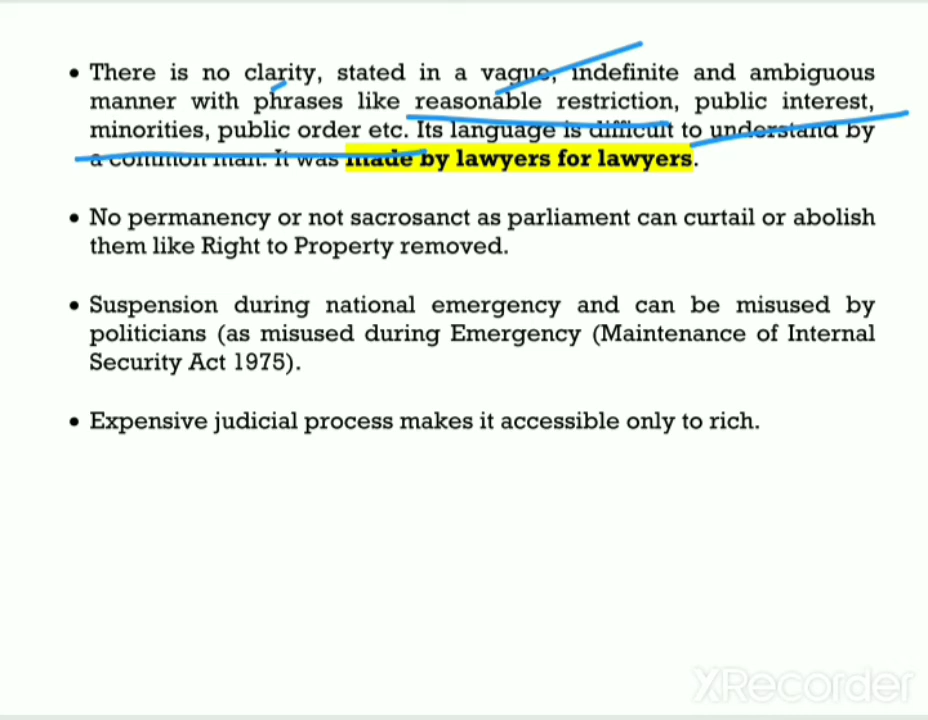 • There is no clarity, stated in a vague, indefinite and ambiguous
manner with phrases like reasonable restriction, public interest,
minorities, public order etc. Its language is difficult to understand by
a common man. It was made by lawyers for lawyers.
• No permanency or not sacrosanct as parliament can curtail or abolish
them like Right to Property removed.
• Suspension during national emergency and can be misused by
politicians (as misused during Emergency (Maintenance of Internal
Security Act 1975).
• Expensive judicial process makes it accessible only to rich.
XRecorder